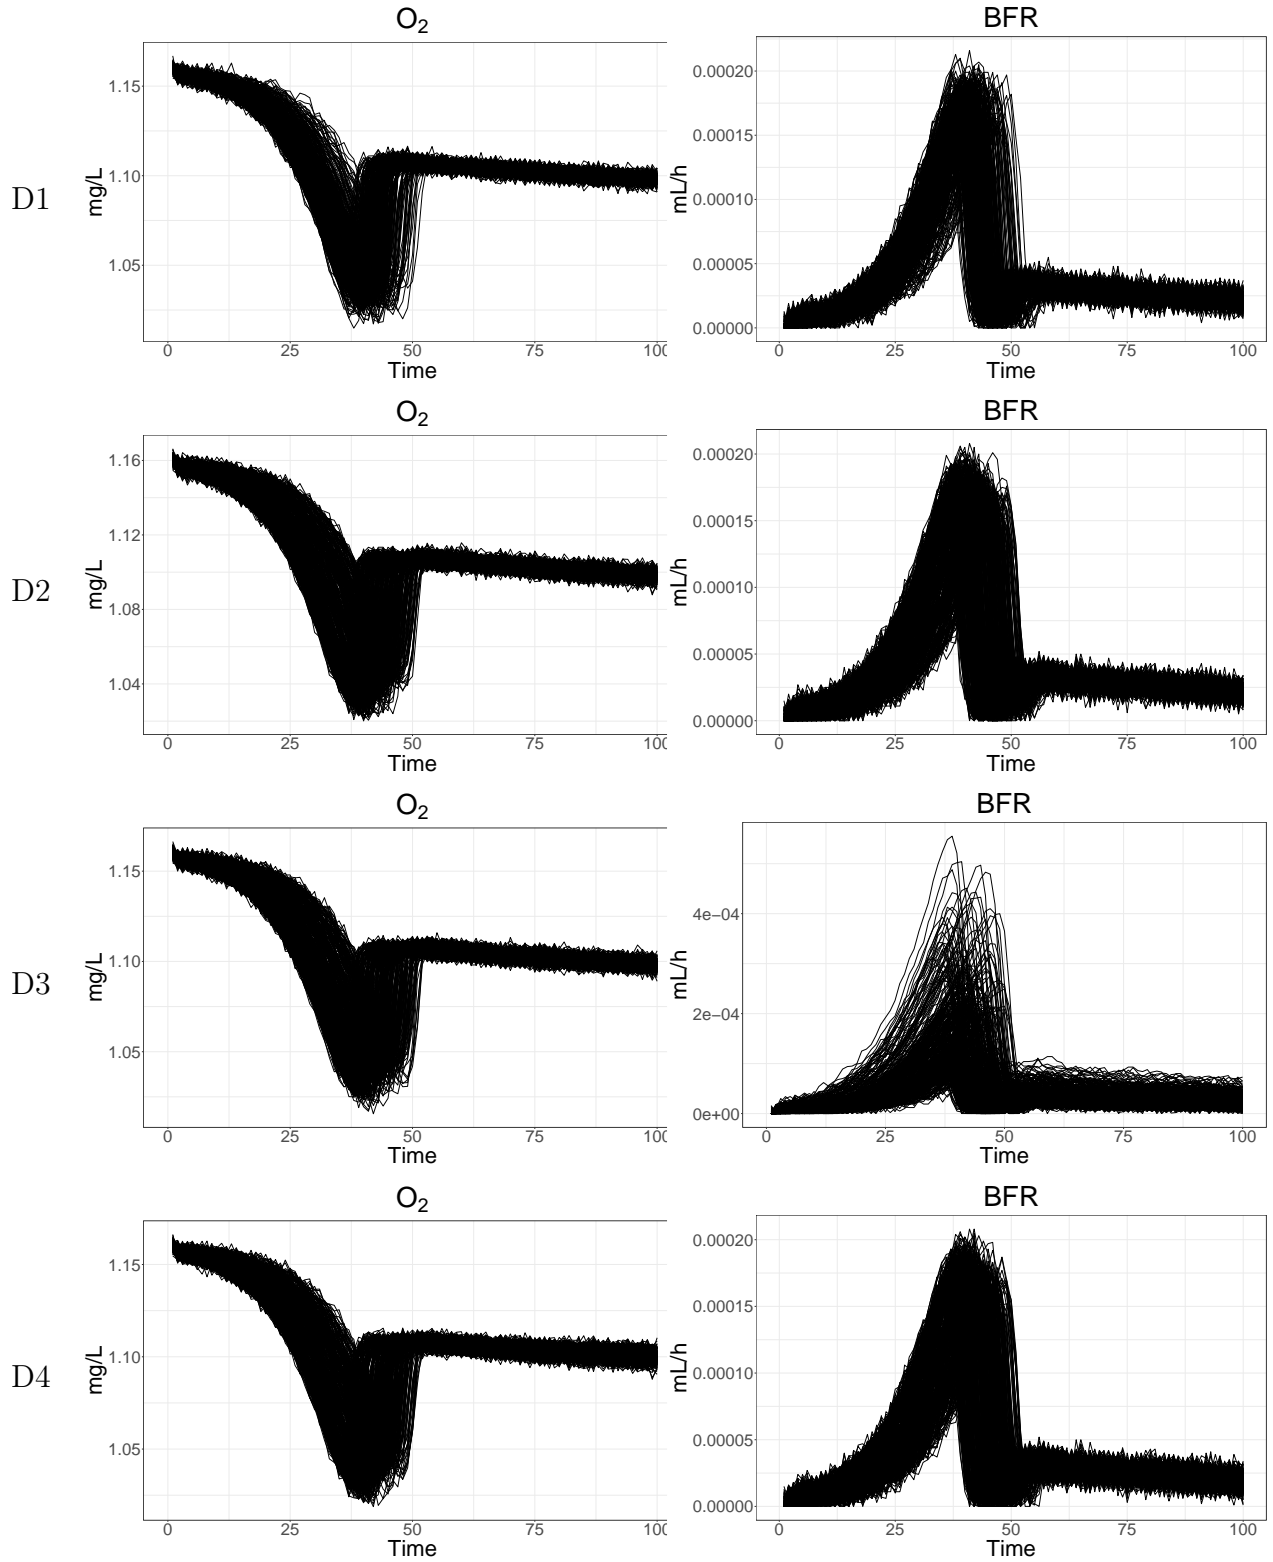 O₂ BFR
1.15 0.00020
0.00015
D1 mg/L 1.10 mL/h 0.00010
1.05 0.00005
0.00000
0 25 50 75 100 0 25 50 75 100
Time Time
O₂ BFR
1.16 0.00020
1.12 0.00015
D2 mg/L mL/h 0.00010
1.08 0.00005
1.04 0.00000
0 25 50 75 100 0 25 50 75 100
Time Time
O₂ BFR
1.15 4e−04
D3 mg/L 1.10 mL/h 2e−04
1.05 0e+00
0 25 50 75 100 0 25 50 75 100
Time Time
O₂ BFR
1.15 0.00020
0.00015
D4 mg/L 1.10 mL/h 0.00010
1.05 0.00005
0.00000
0 25 50 75 100 0 25 50 75 100
Time Time